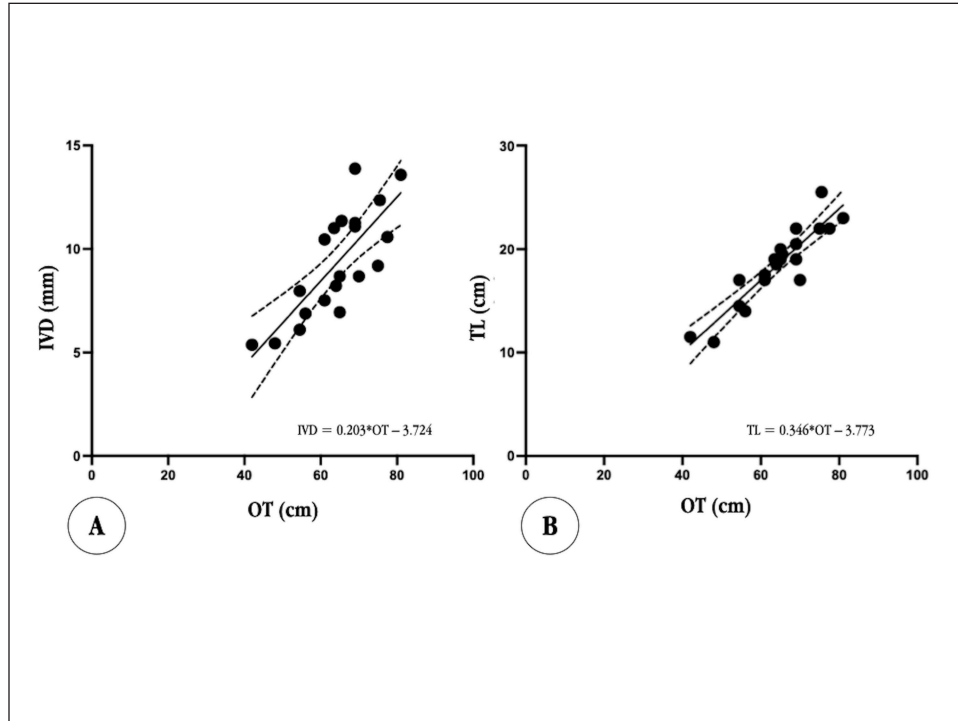 15
10
5
0
IVD (mm)
0 20 40 60 80 100
OT (cm)
IVD = 0.203*OT – 3.724
A
30
20
10
0
TL (cm)
0 20 40 60 80 100
OT (cm)
TL = 0.346*OT – 3.773
B